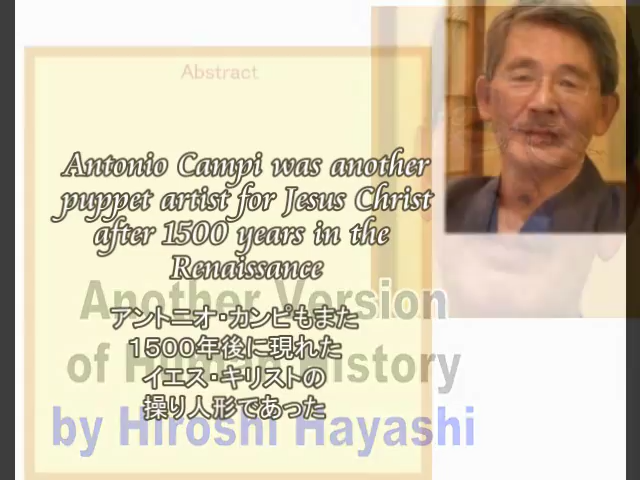 Abstract
Antonio Campi was another
puppet artist for Jesus Christ
after 1500 years in the
Renaissance
Another Version
アントニオ・カンピもまた
1500年後に現れた
of Human History
イエス・キリストの
操り人形であった
by Hiroshi Hayashi